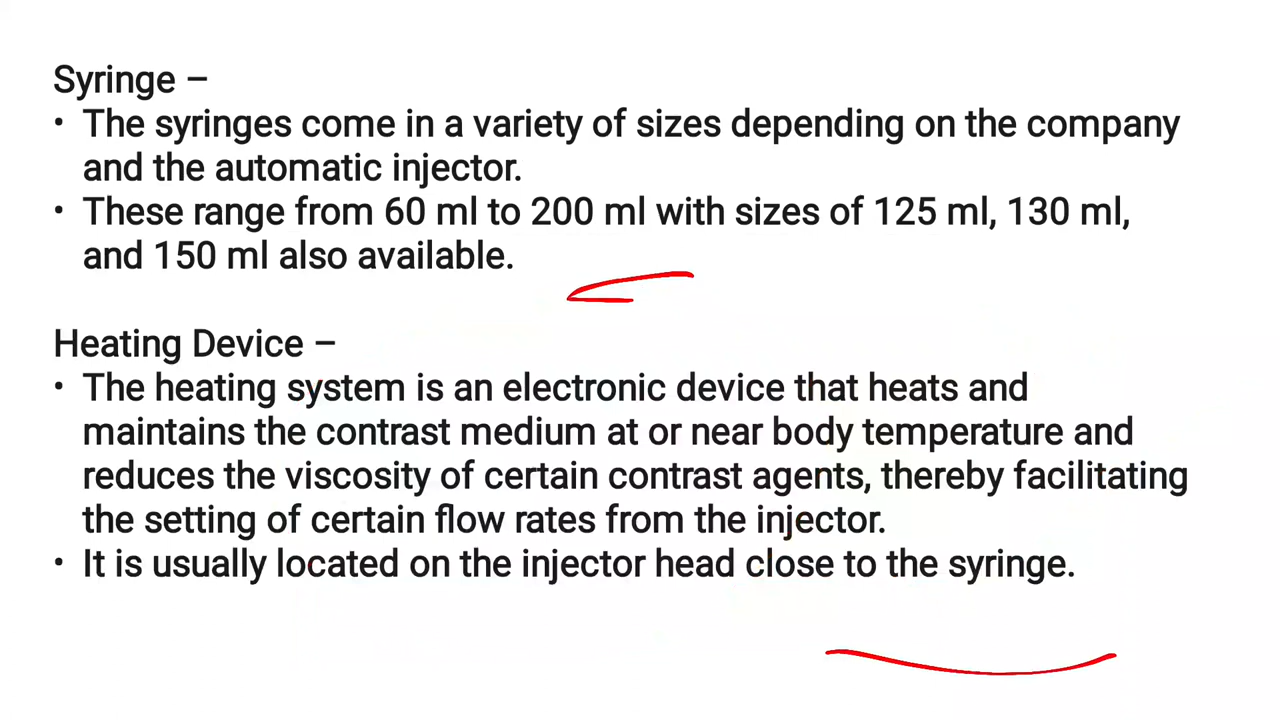 Syringe –
• The syringes come in a variety of sizes depending on the company
and the automatic injector.
• These range from 60 ml to 200 ml with sizes of 125 ml, 130 ml,
and 150 ml also available.
Heating Device –
• The heating system is an electronic device that heats and
maintains the contrast medium at or near body temperature and
reduces the viscosity of certain contrast agents, thereby facilitating
the setting of certain flow rates from the injector.
• It is usually located on the injector head close to the syringe.